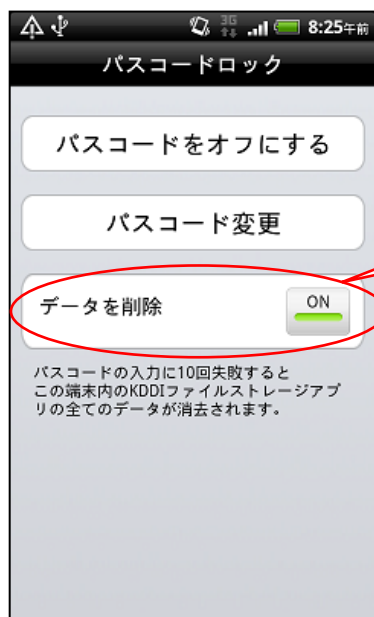 3G 8:25午前
パスコードロック
パスコードをオフにする
パスコード変更
データを削除 ON
パスコードの入力に10回失敗すると
この端末内のKDDIファイルストレージアプ
リの全てのデータが消去されます。